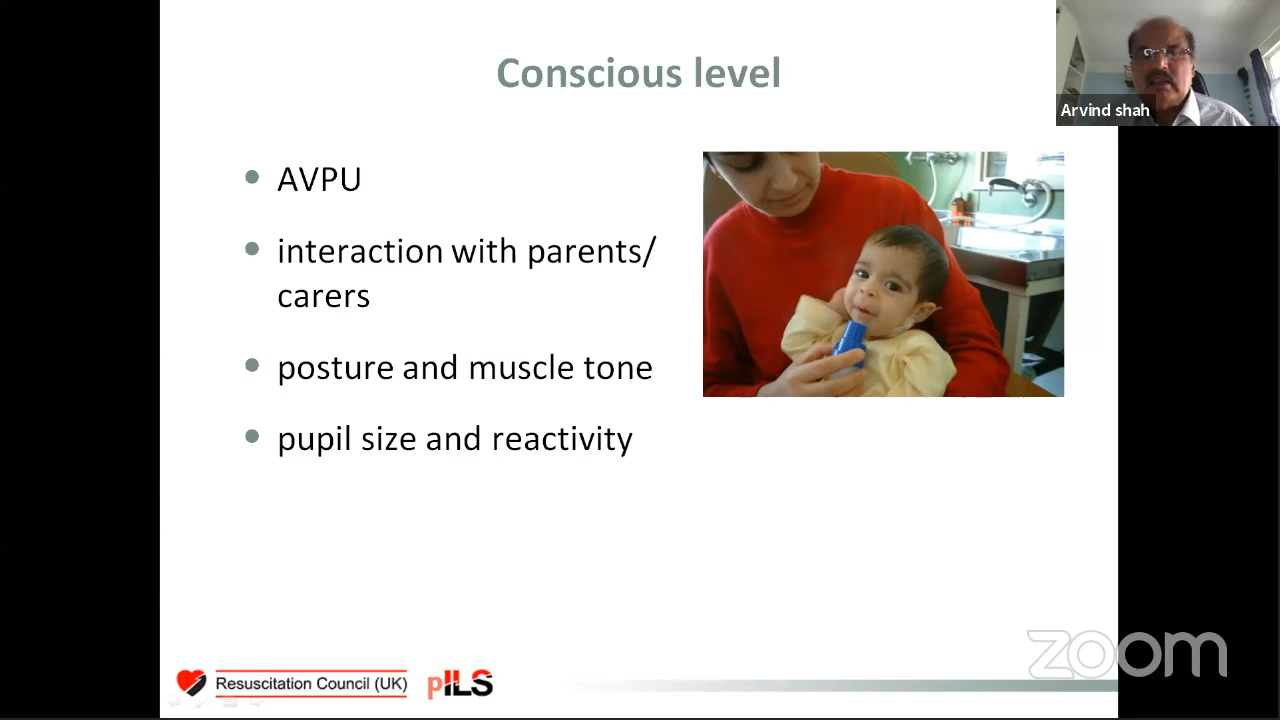 Conscious level
Arvind shah
AVPU
interaction with parents/
carers
posture and muscle tone
pupil size and reactivity
Resuscitation Council (UK)
pILS
zoom